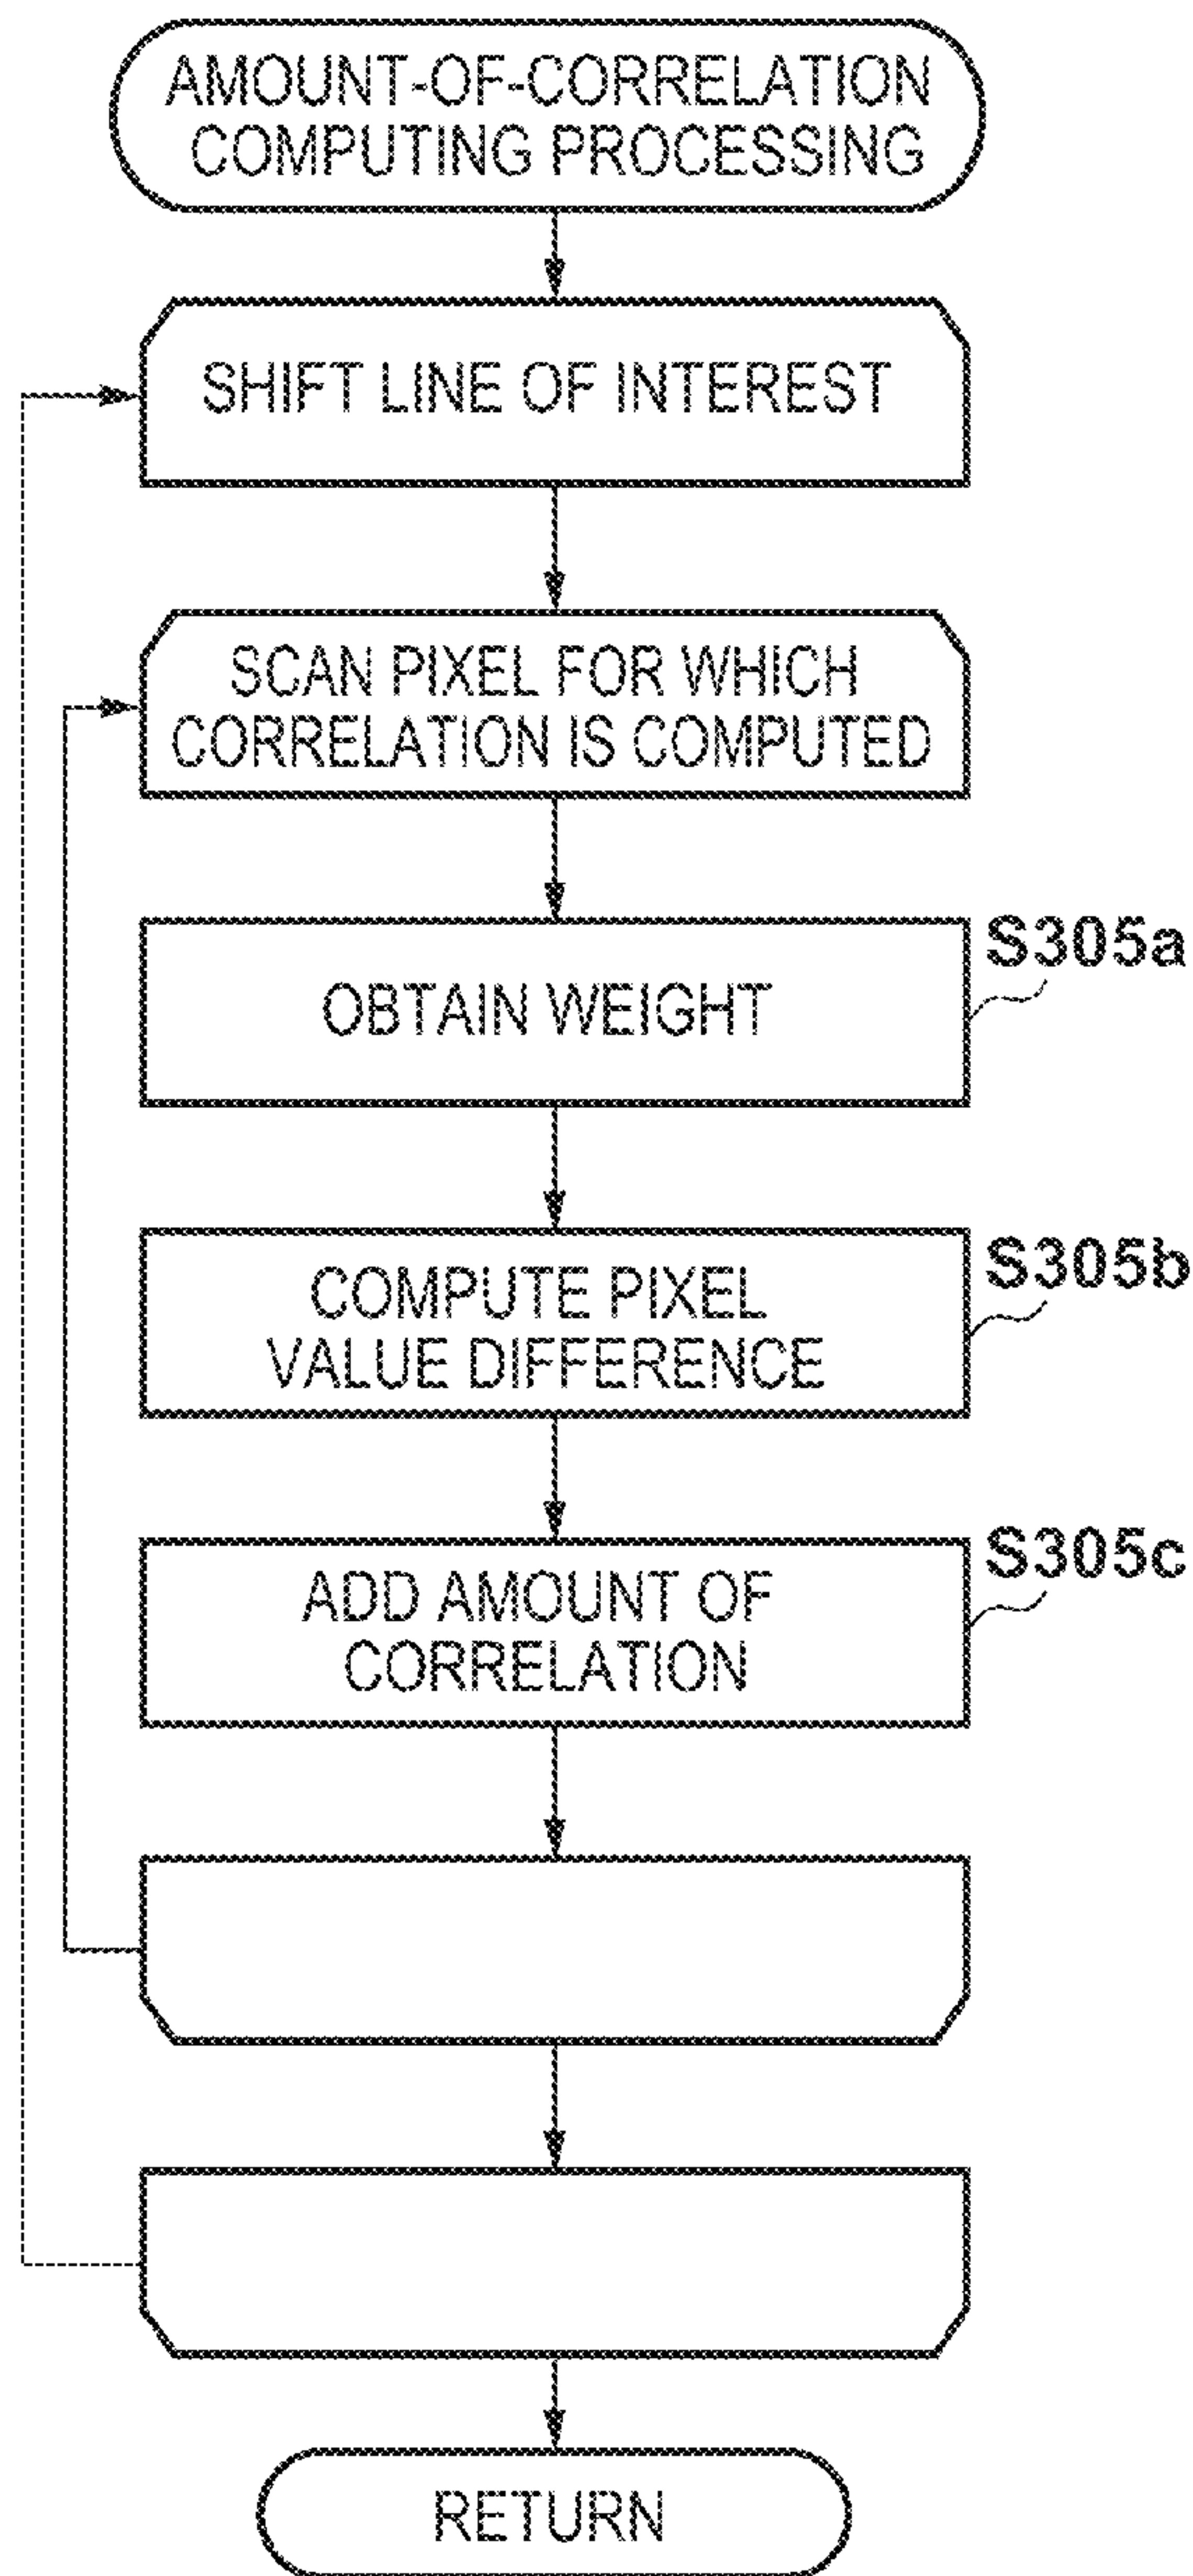 AMOUNT-OF-CORRELATION
COMPUTING PROCESSING
SHIFT LINE OF INTEREST
SCAN PIXEL FOR WHICH
CORRELATION IS COMPUTED
S305a
OBTAIN WEIGHT
S305b
COMPUTE PIXEL
VALUE DIFFERENCE
S305c
ADD AMOUNT OF
CORRELATION
RETURN